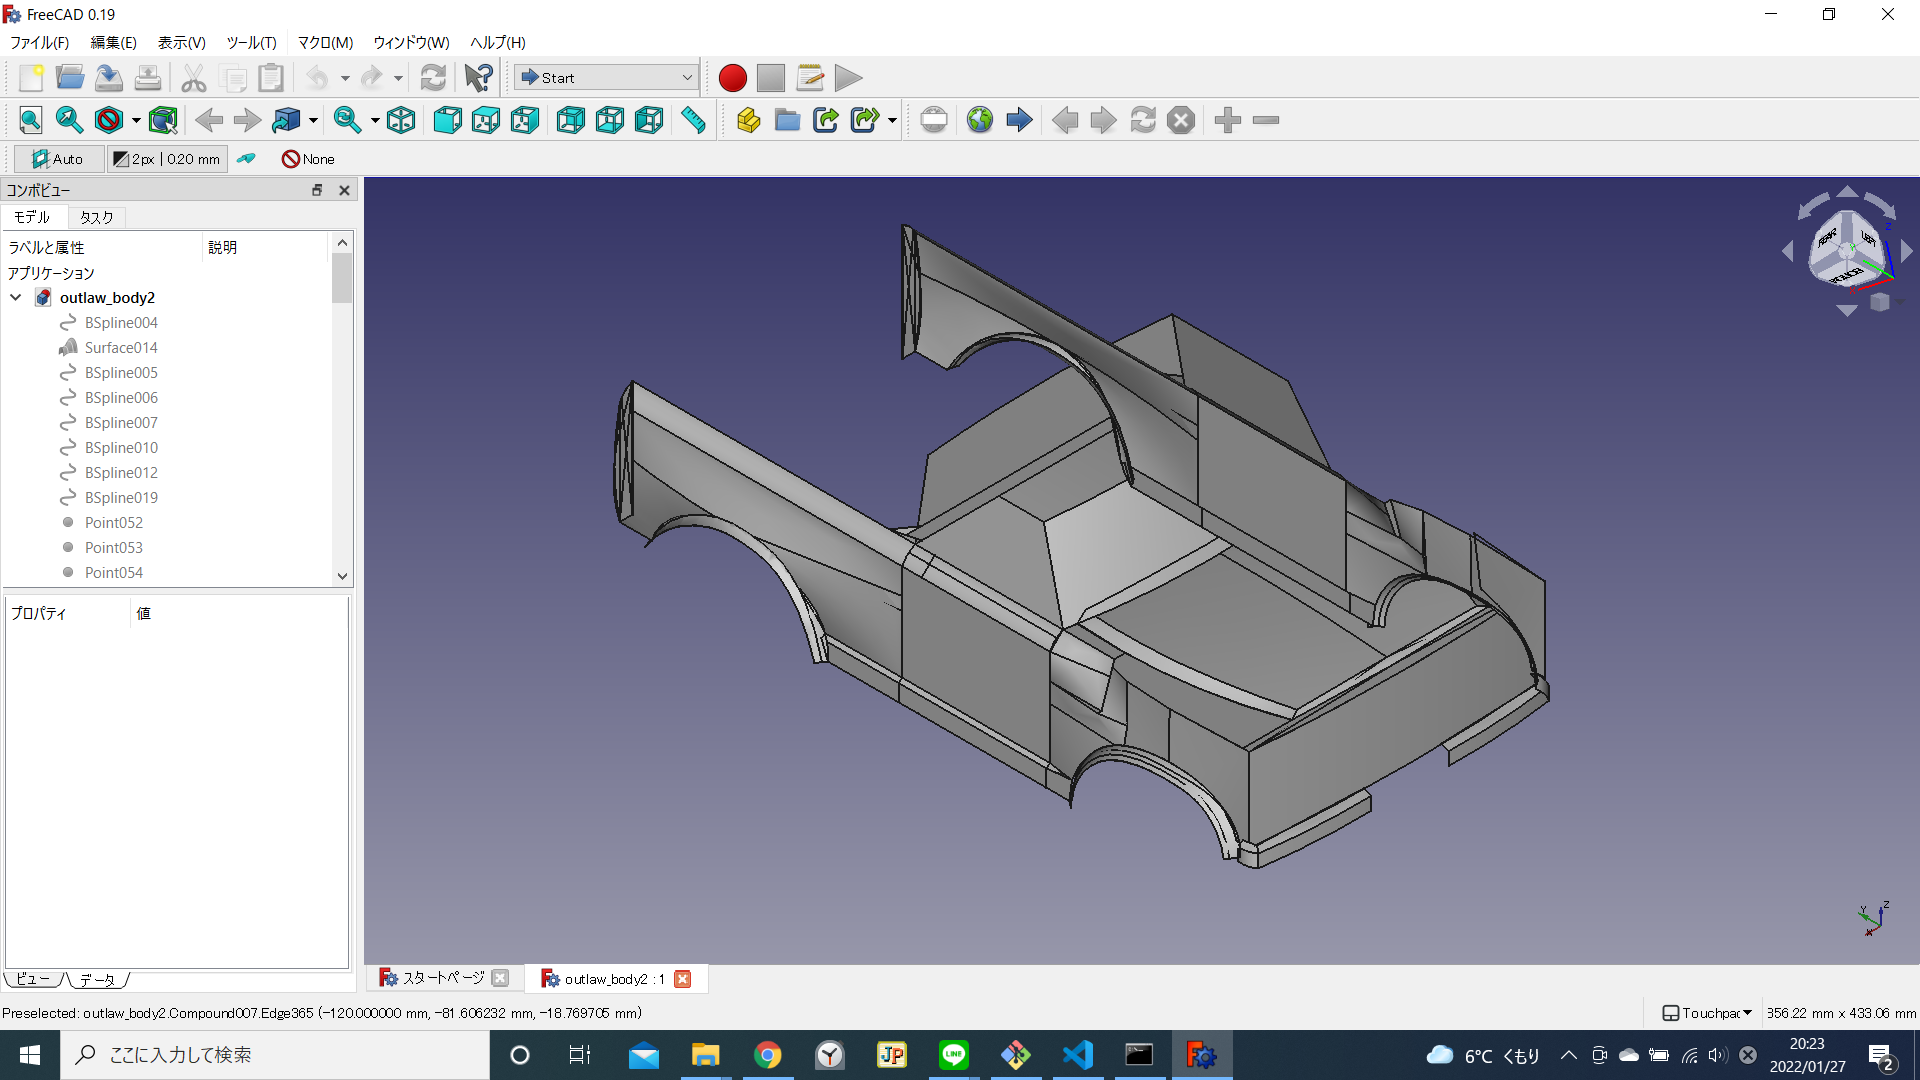 FreeCAD 0.19
ファイル(F) 編集(E) 表示(V) ツール(T) マクロ(M) ウィンドウ(W) ヘルプ(H)
Start
Auto 2px | 0.20 mm None
コンボビュー
モデル タスク
ラベルと属性 説明
アプリケーション
outlaw_body2
BSpline004
Surface014
BSpline005
BSpline006
BSpline007
BSpline010
BSpline012
BSpline019
Point052
Point053
Point054
プロパティ 値
ビュー データ
REAR LEFT
BOTTOM
Z
Y Z
X
スタートページ outlaw_body2 : 1
Preselected: outlaw_body2.Compound007.Edge365 (-120.000000 mm, -81.606232 mm, -18.769705 mm)
Touchpac 356.22 mm x 433.06 mm
ここに入力して検索
JP
LINE
6°C くもり
20:23
2022/01/27
2